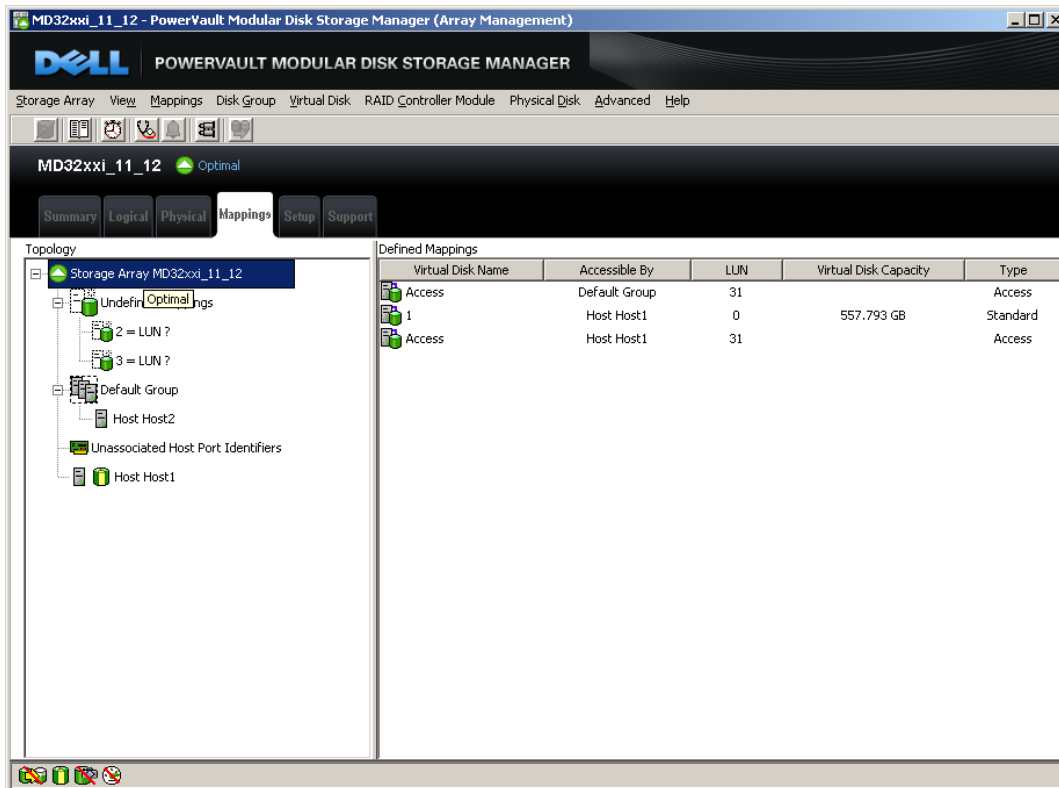 MD32xxi_11_12 - PowerVault Modular Disk Storage Manager (Array Management)
DELL POWERVAULT MODULAR DISK STORAGE MANAGER
Storage Array View Mappings Disk Group Virtual Disk RAID Controller Module Physical Disk Advanced Help
MD32xxi_11_12 Optimal
Summary Logical Physical Mappings Setup Support
Topology
Storage Array MD32xxi_11_12
Optimal
2 = LUN ?
3 = LUN ?
Default Group
Host Host2
Unassociated Host Port Identifiers
Host Host1
Defined Mappings
Virtual Disk Name Accessible By LUN Virtual Disk Capacity Type
Access Default Group 31 Access
1 Host Host1 0 557.793 GB Standard
Access Host Host1 31 Access